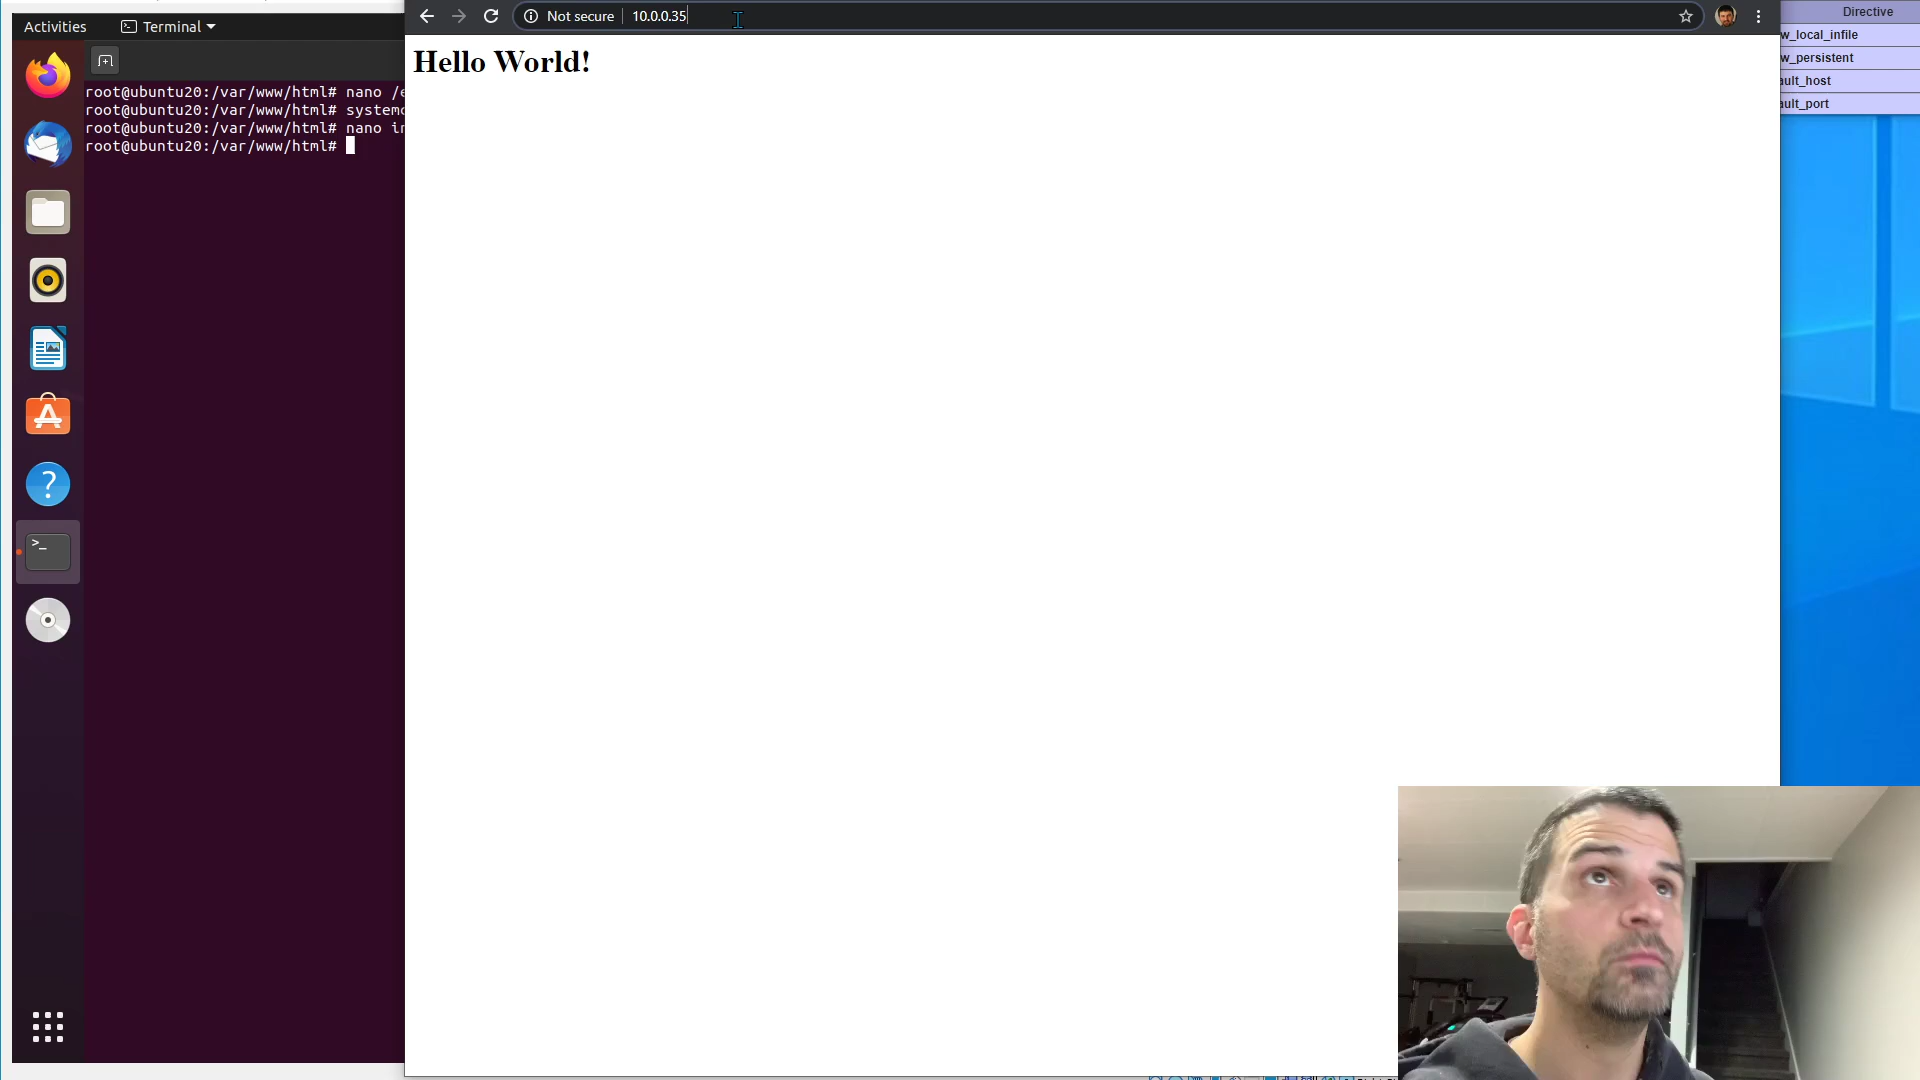 Activities
Terminal
root@ubuntu20:/var/www/html# nano /e
root@ubuntu20:/var/www/html# systemc
root@ubuntu20:/var/www/html# nano in
root@ubuntu20:/var/www/html#
Not secure
10.0.0.35
Hello World!
Directive
w_local_infile
w_persistent
ault_host
ault_port